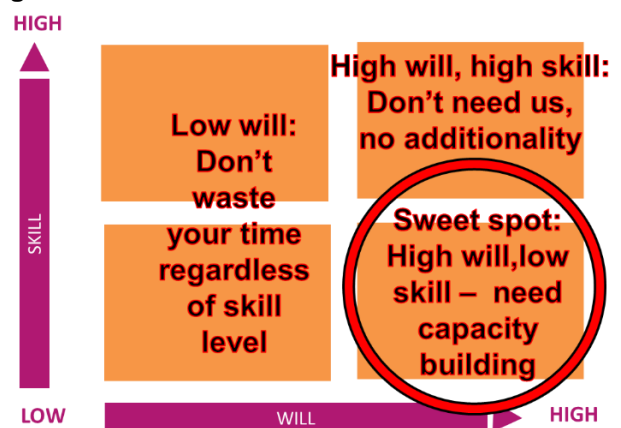 HIGH
High will, high skill:
Don't need us,
no additionality
Low will:
Don't
waste
your time
regardless
of skill
level
Sweet spot:
High will,low
skill – need
capacity
building
SKILL
LOW
WILL
HIGH